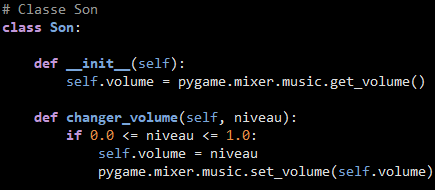 # Classe Son
class Son:
    def __init__(self):
        self.volume = pygame.mixer.music.get_volume()
    def changer_volume(self, niveau):
        if 0.0 <= niveau <= 1.0:
            self.volume = niveau
            pygame.mixer.music.set_volume(self.volume)